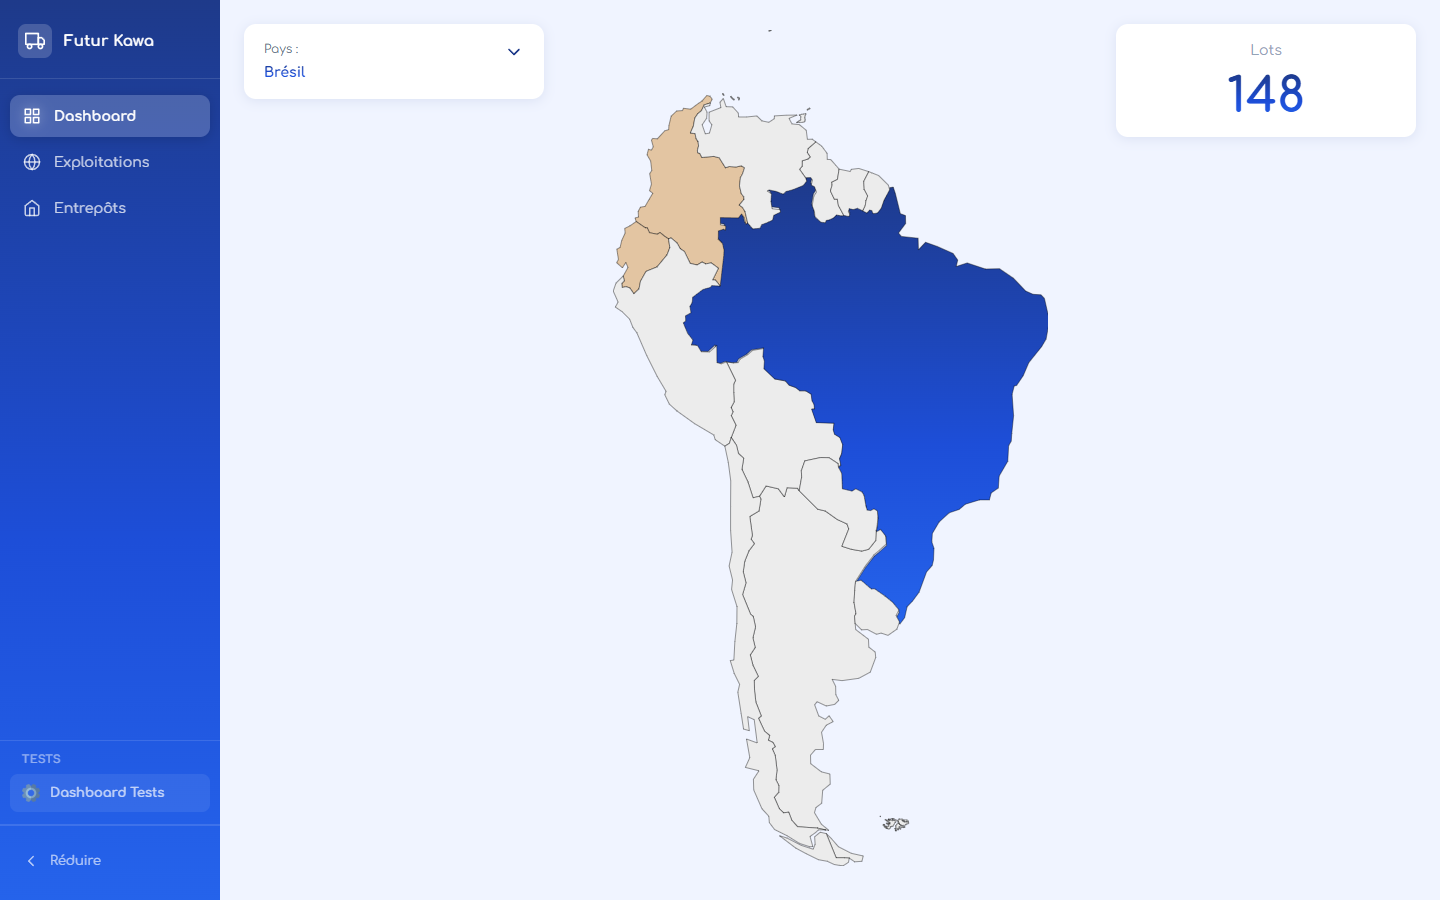 Futur Kawa
Dashboard
Exploitations
Entrepôts
TESTS
Dashboard Tests
Réduire
Pays :
Brésil
Lots
148